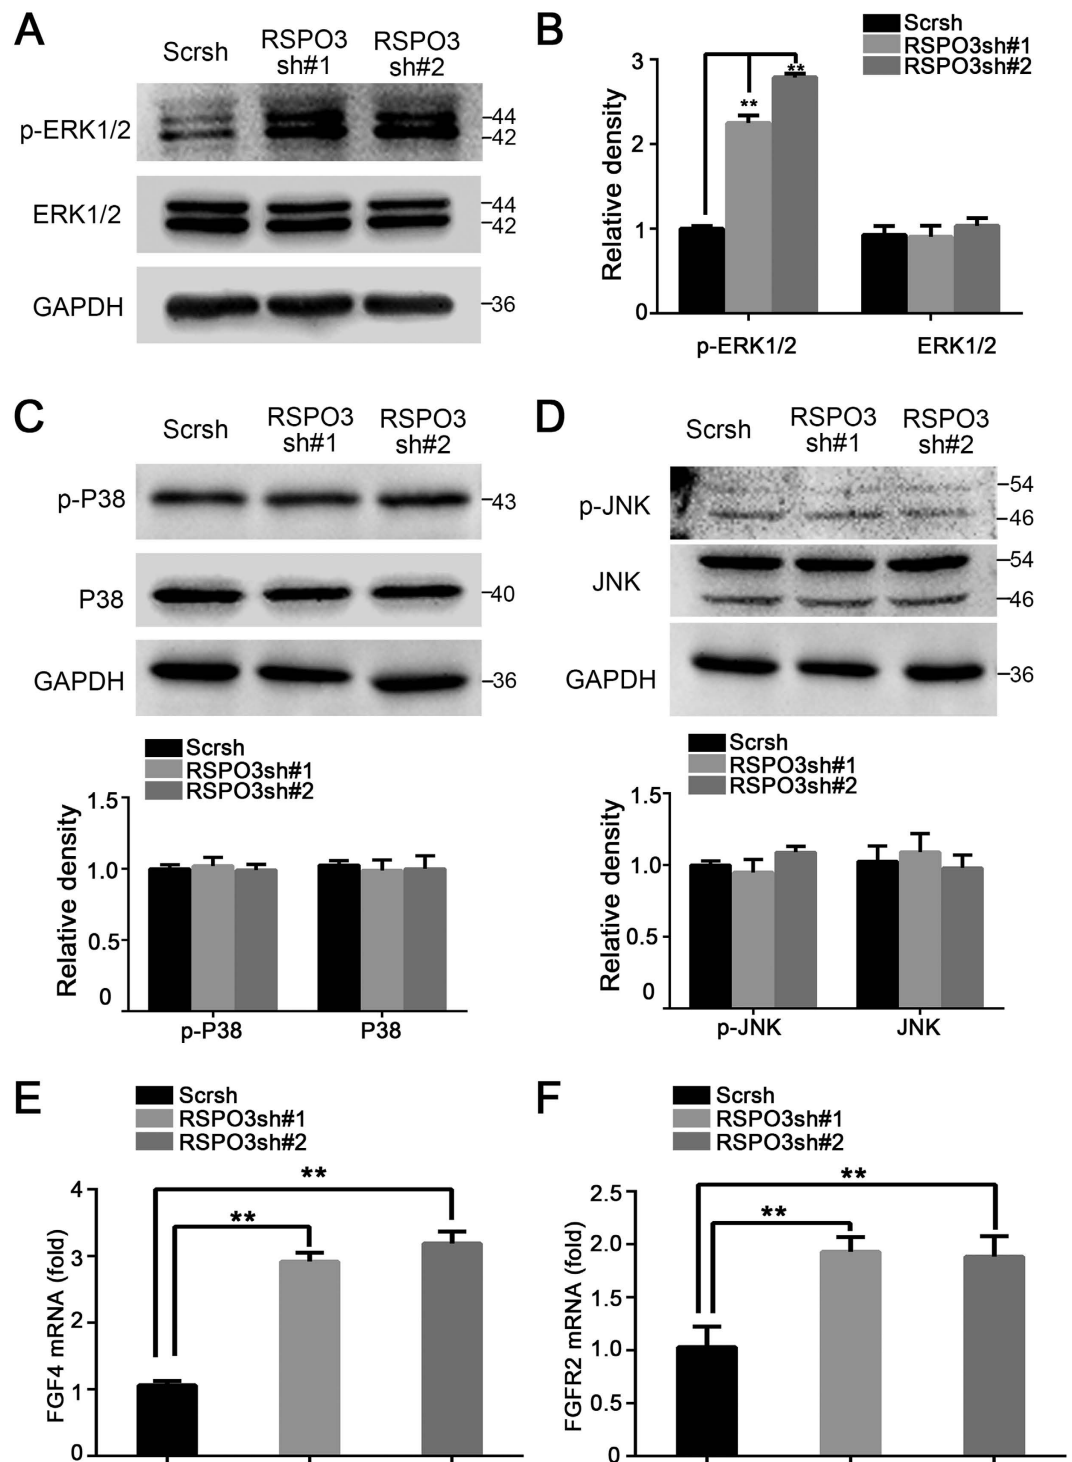 A
Scrsh
RSPO3
sh#1
RSPO3
sh#2
p-ERK1/2
44
42
ERK1/2
44
42
GAPDH
36
B
Scrsh
RSPO3sh#1
RSPO3sh#2
Relative density
3
2
1
0
**
**
p-ERK1/2
ERK1/2
C
Scrsh
RSPO3
sh#1
RSPO3
sh#2
p-P38
43
P38
40
GAPDH
36
Scrsh
RSPO3sh#1
RSPO3sh#2
Relative density
1.5
1.0
0.5
0
p-P38
P38
D
Scrsh
RSPO3
sh#1
RSPO3
sh#2
p-JNK
54
46
JNK
54
46
GAPDH
36
Scrsh
RSPO3sh#1
RSPO3sh#2
Relative density
1.5
1.0
0.5
0
p-JNK
JNK
E
Scrsh
RSPO3sh#1
RSPO3sh#2
FGF4 mRNA (fold)
4
3
2
1
0
**
**
F
Scrsh
RSPO3sh#1
RSPO3sh#2
FGFR2 mRNA (fold)
2.5
2.0
1.5
1.0
0.5
0
**
**